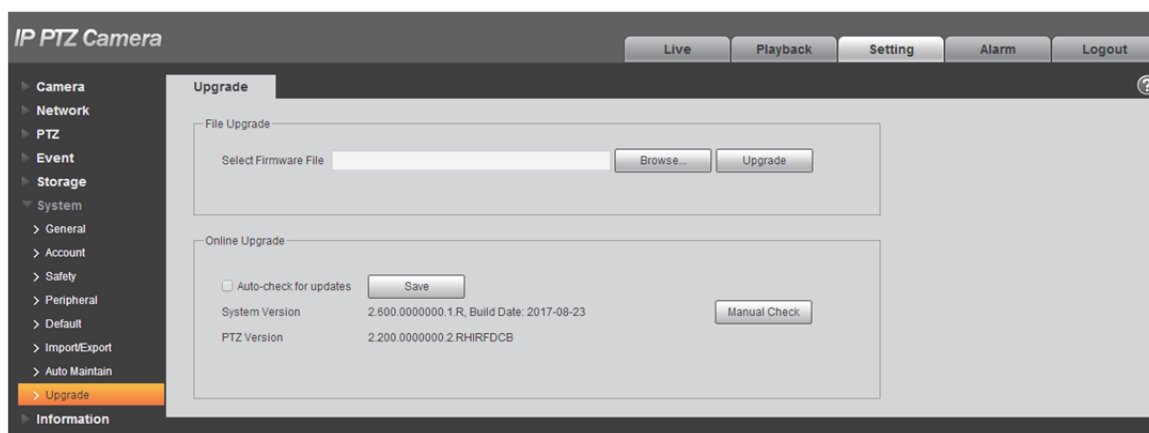 IP PTZ Camera
Live Playback Setting Alarm Logout
Camera
Network
PTZ
Event
Storage
System
General
Account
Safety
Peripheral
Default
Import/Export
Auto Maintain
Upgrade
Information
Upgrade
?
File Upgrade
Select Firmware File Browse... Upgrade
Online Upgrade
Auto-check for updates Save
System Version 2.600.0000000.1.R, Build Date: 2017-08-23 Manual Check
PTZ Version 2.200.0000000.2.RHIRFDCB